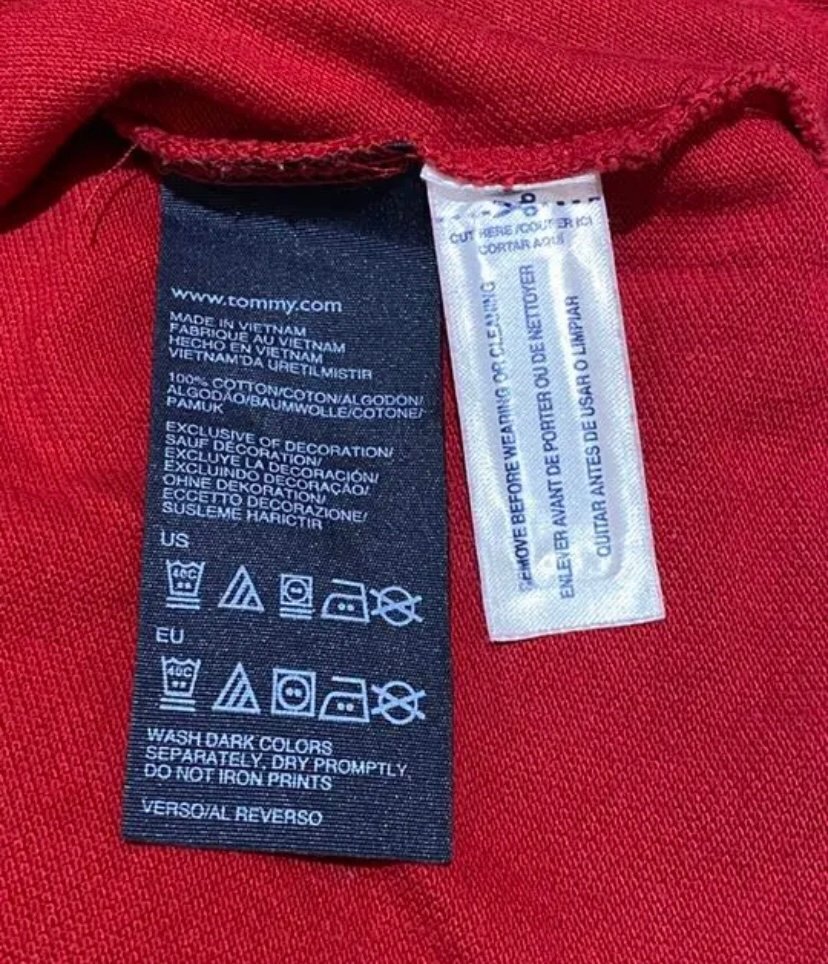 www.tommy.com
MADE IN VIETNAM
FABRIQUE AU VIETNAM
HECHO EN VIETNAM
VIETNAM'DA URETILMISTIR
100% COTTON/COTON/ALGODON/
ALGODÃO/BAUMWOLLE/COTONE/
PAMUK
EXCLUSIVE OF DECORATION/
SAUF DÉCORATION/
EXCLUYE LA DECORACIÓN/
EXCLUINDO DECORAÇÃO/
OHNE DEKORATION/
ECCETTO DECORAZIONE/
SUSLEME HARICTIR
US
40C
EU
40C
WASH DARK COLORS
SEPARATELY, DRY PROMPTLY,
DO NOT IRON PRINTS
VERSO/AL REVERSO
CUT HERE/COUPER ICI
CORTAR AQUI
REMOVE BEFORE WEARING OR CLEANING
ENLEVER AVANT DE PORTER OU DE NETTOYER
QUITAR ANTES DE USAR O LIMPIAR